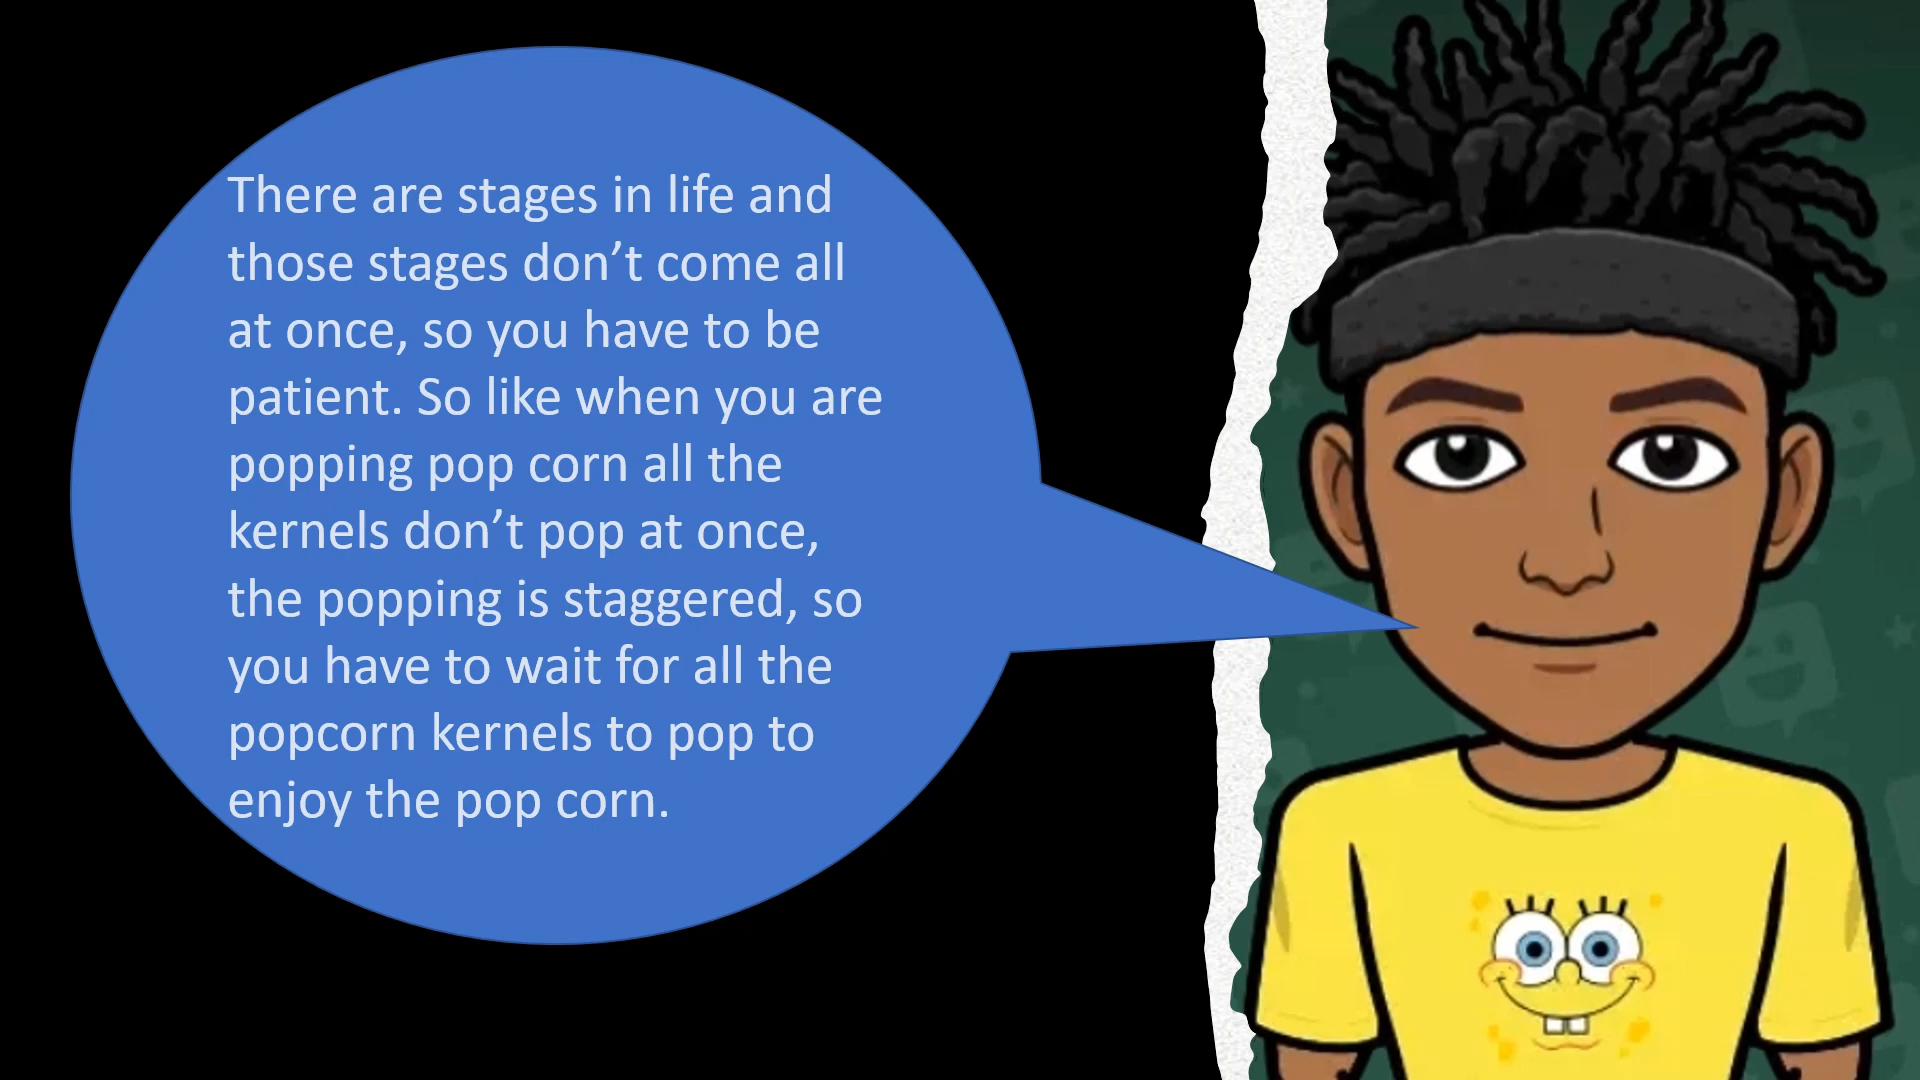 There are stages in life and
those stages don’t come all
at once, so you have to be
patient. So like when you are
popping pop corn all the
kernels don’t pop at once,
the popping is staggered, so
you have to wait for all the
popcorn kernels to pop to
enjoy the pop corn.